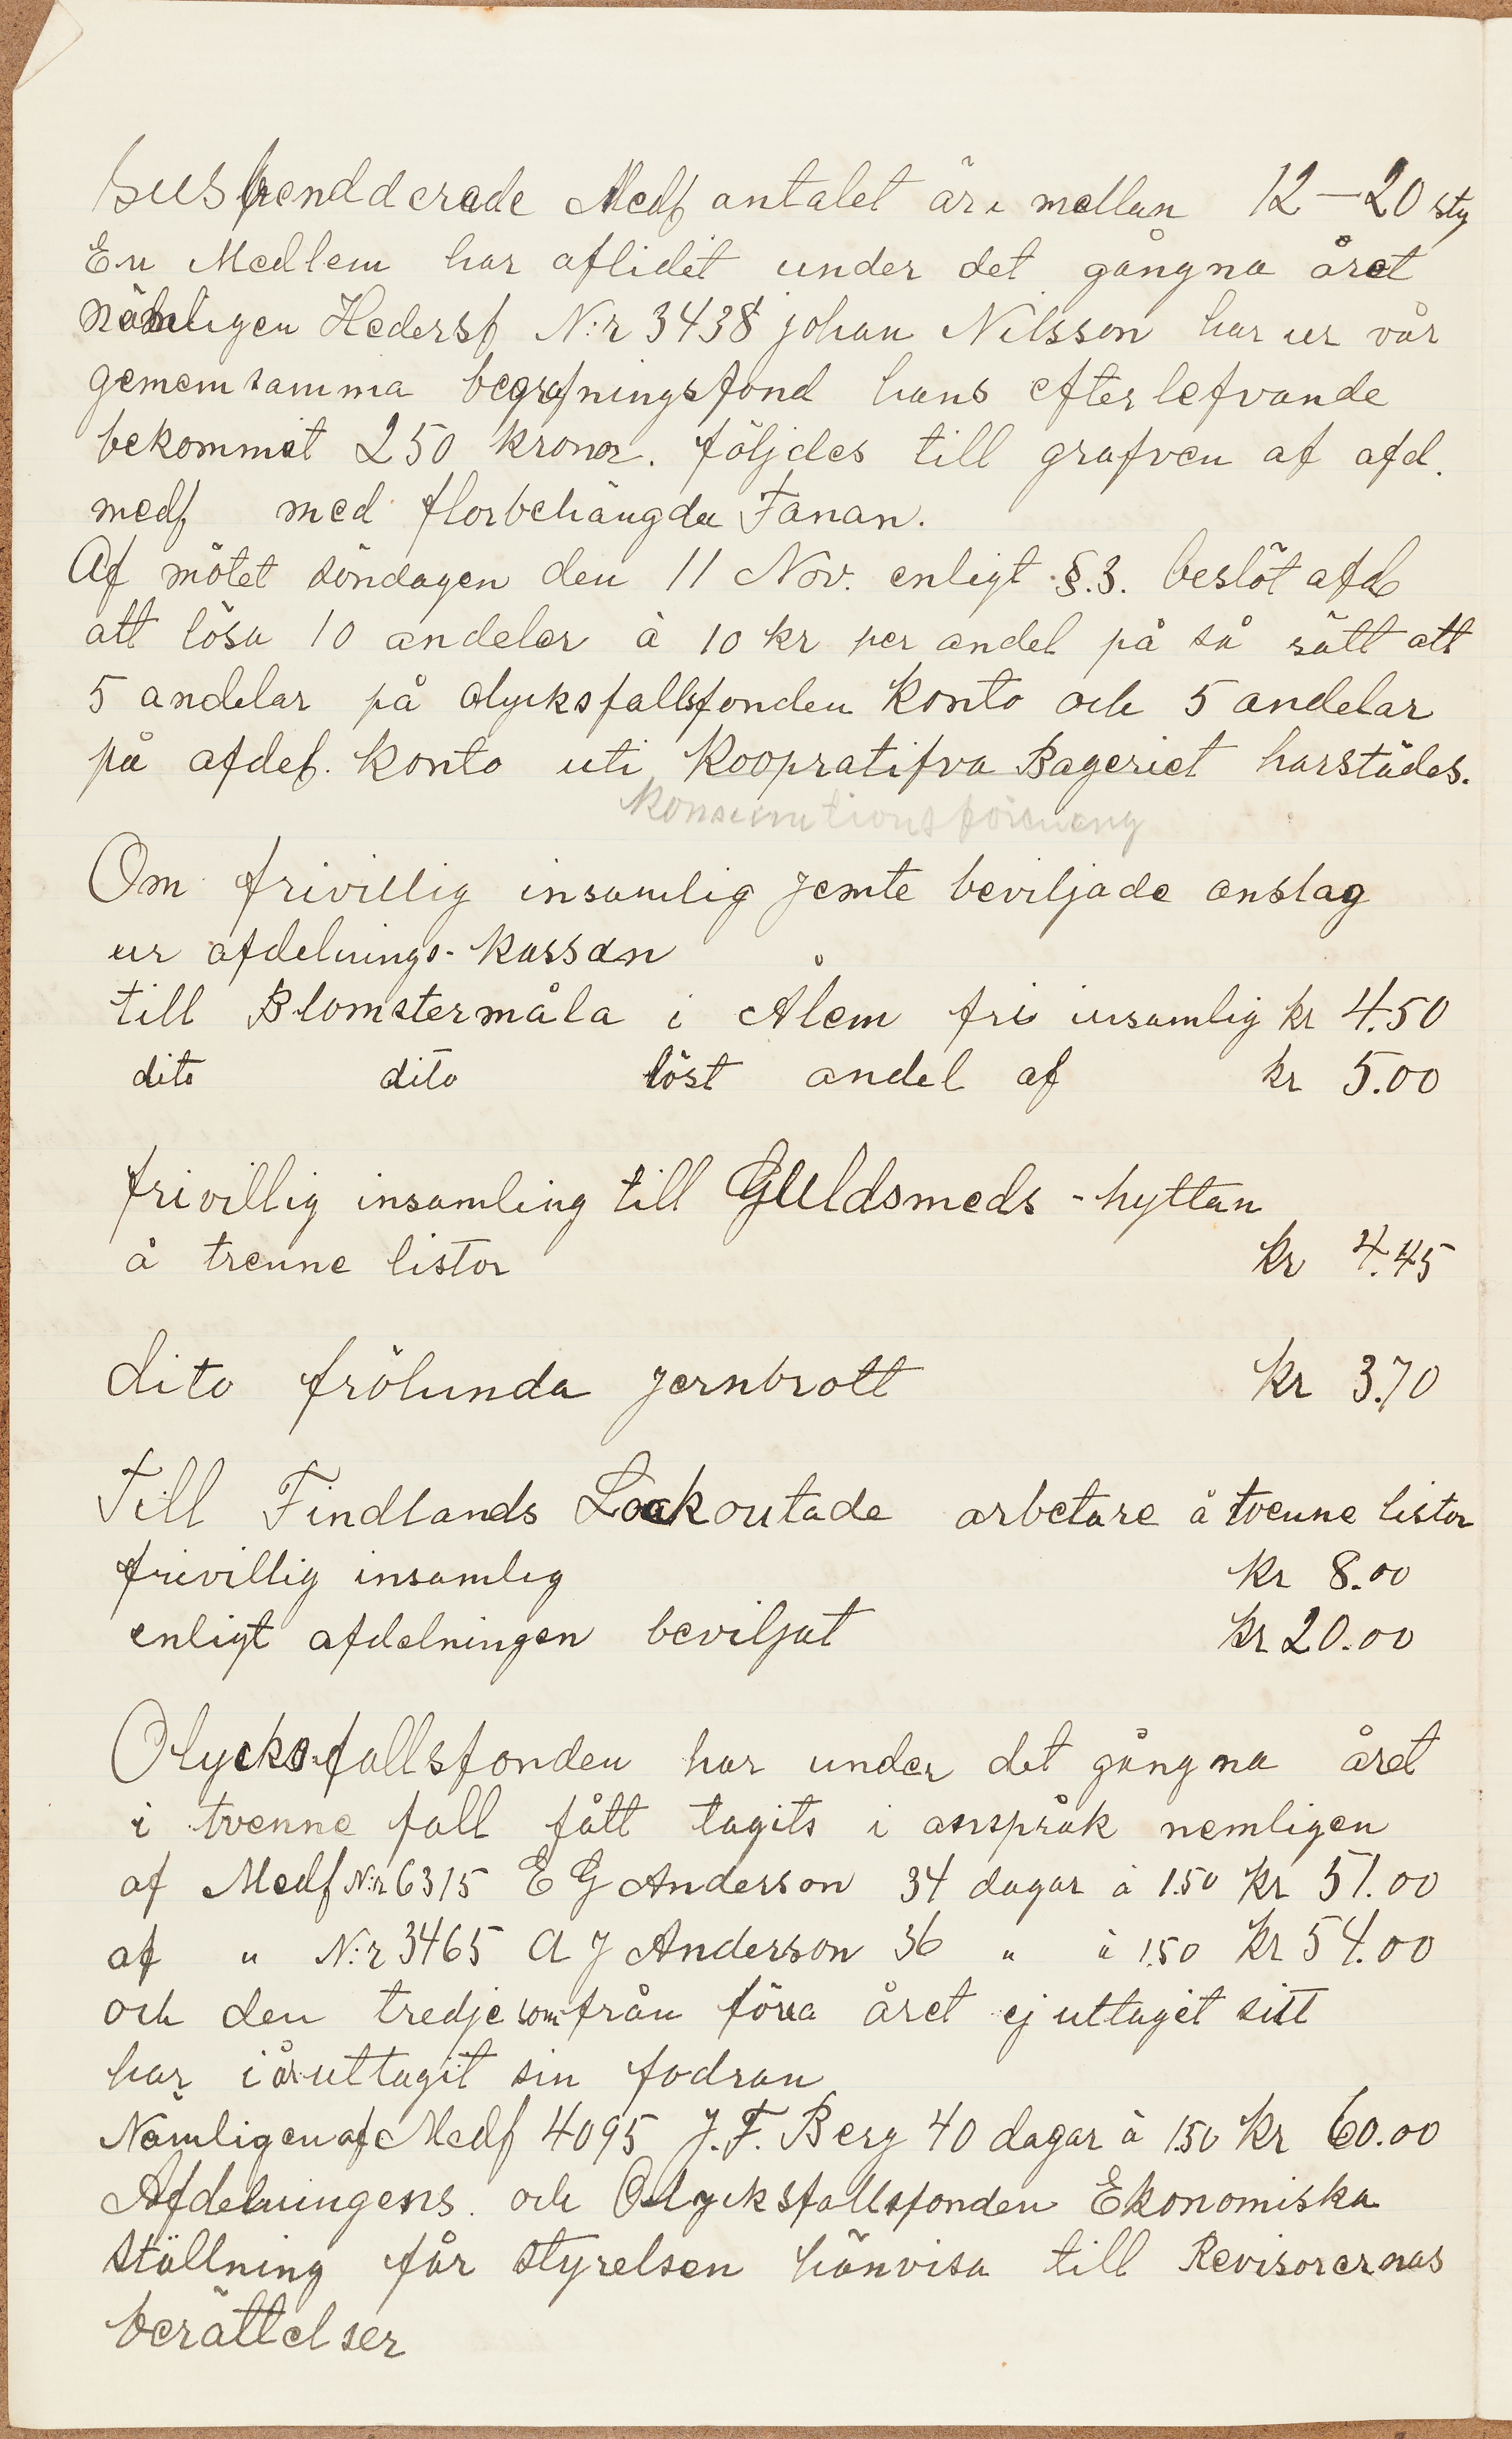 Suspendderade Medl antalet är mellan 12–20 sty
En Medlem har aflidit under det gångna året
nämligen Hedersl N:r 3438 johan Nilsson har ur vår
gemensamma begrafningsfond hans efterlefvande
bekommit 250 kronor. följdes till grafven af afd.
medl med florbehängda Fanan.
Af mötet söndagen den 11 Nov. enligt §.3. beslöt afd
att lösa 10 andelar à 10 kr per andel på så sätt att
5 andelar på olycksfallsfonden konto och 5 andelar
på afdel. konto uti Koopratifva Bageriet harstädes.
Konsumtionsförening
Om frivillig insamlig jemte beviljade anslag
ur afdelnings-kassan
till Blomstermåla i Ålem fri insamlig kr 4.50
dito dito löst andel af kr 5.00
frivillig insamling till Guldsmeds-hyttan
å trenne listor kr 4.45
dito frölunda jernbrott kr 3.70
Till Findlands Lockoutade arbetare å tvenne listor
frivillig insamlig kr 8.00
enligt afdelningen beviljat kr 20.00
Olycksfallsfonden har under det gångna året
i tvenne fall fått tagits i anspråk nemligen
af Medl N:r 6315 E G Anderson 34 dagar à 1.50 kr 51.00
af " N:r 3465 A J Anderson 36 " à 1.50 kr 54.00
och den tredje som från förra året ej uttagit sitt
har i år uttagit sin fodran
Nämligen af Medl 4095 J. F. Berg 40 dagar à 1.50 kr 60.00
Afdelningens och Olycksfallsfonden Ekonomiska
ställning får styrelsen hänvisa till Revisorernas
berättelser